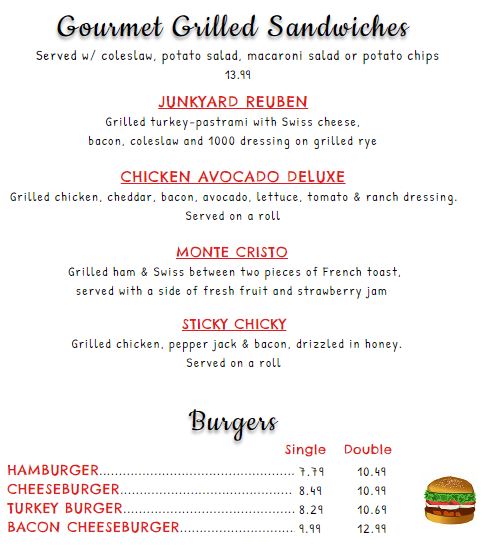 Gourmet Grilled Sandwiches
Served w/ coleslaw, potato salad, macaroni salad or potato chips
13.99
JUNKYARD REUBEN
Grilled turkey-pastrami with Swiss cheese,
bacon, coleslaw and 1000 dressing on grilled rye
CHICKEN AVOCADO DELUXE
Grilled chicken, cheddar, bacon, avocado, lettuce, tomato & ranch dressing.
Served on a roll
MONTE CRISTO
Grilled ham & Swiss between two pieces of French toast,
served with a side of fresh fruit and strawberry jam
STICKY CHICKY
Grilled chicken, pepper jack & bacon, drizzled in honey.
Served on a roll
Burgers
Single Double
HAMBURGER........................................ 7.79 10.49
CHEESEBURGER.................................... 8.49 10.99
TURKEY BURGER................................... 8.29 10.69
BACON CHEESEBURGER........................ 9.99 12.99